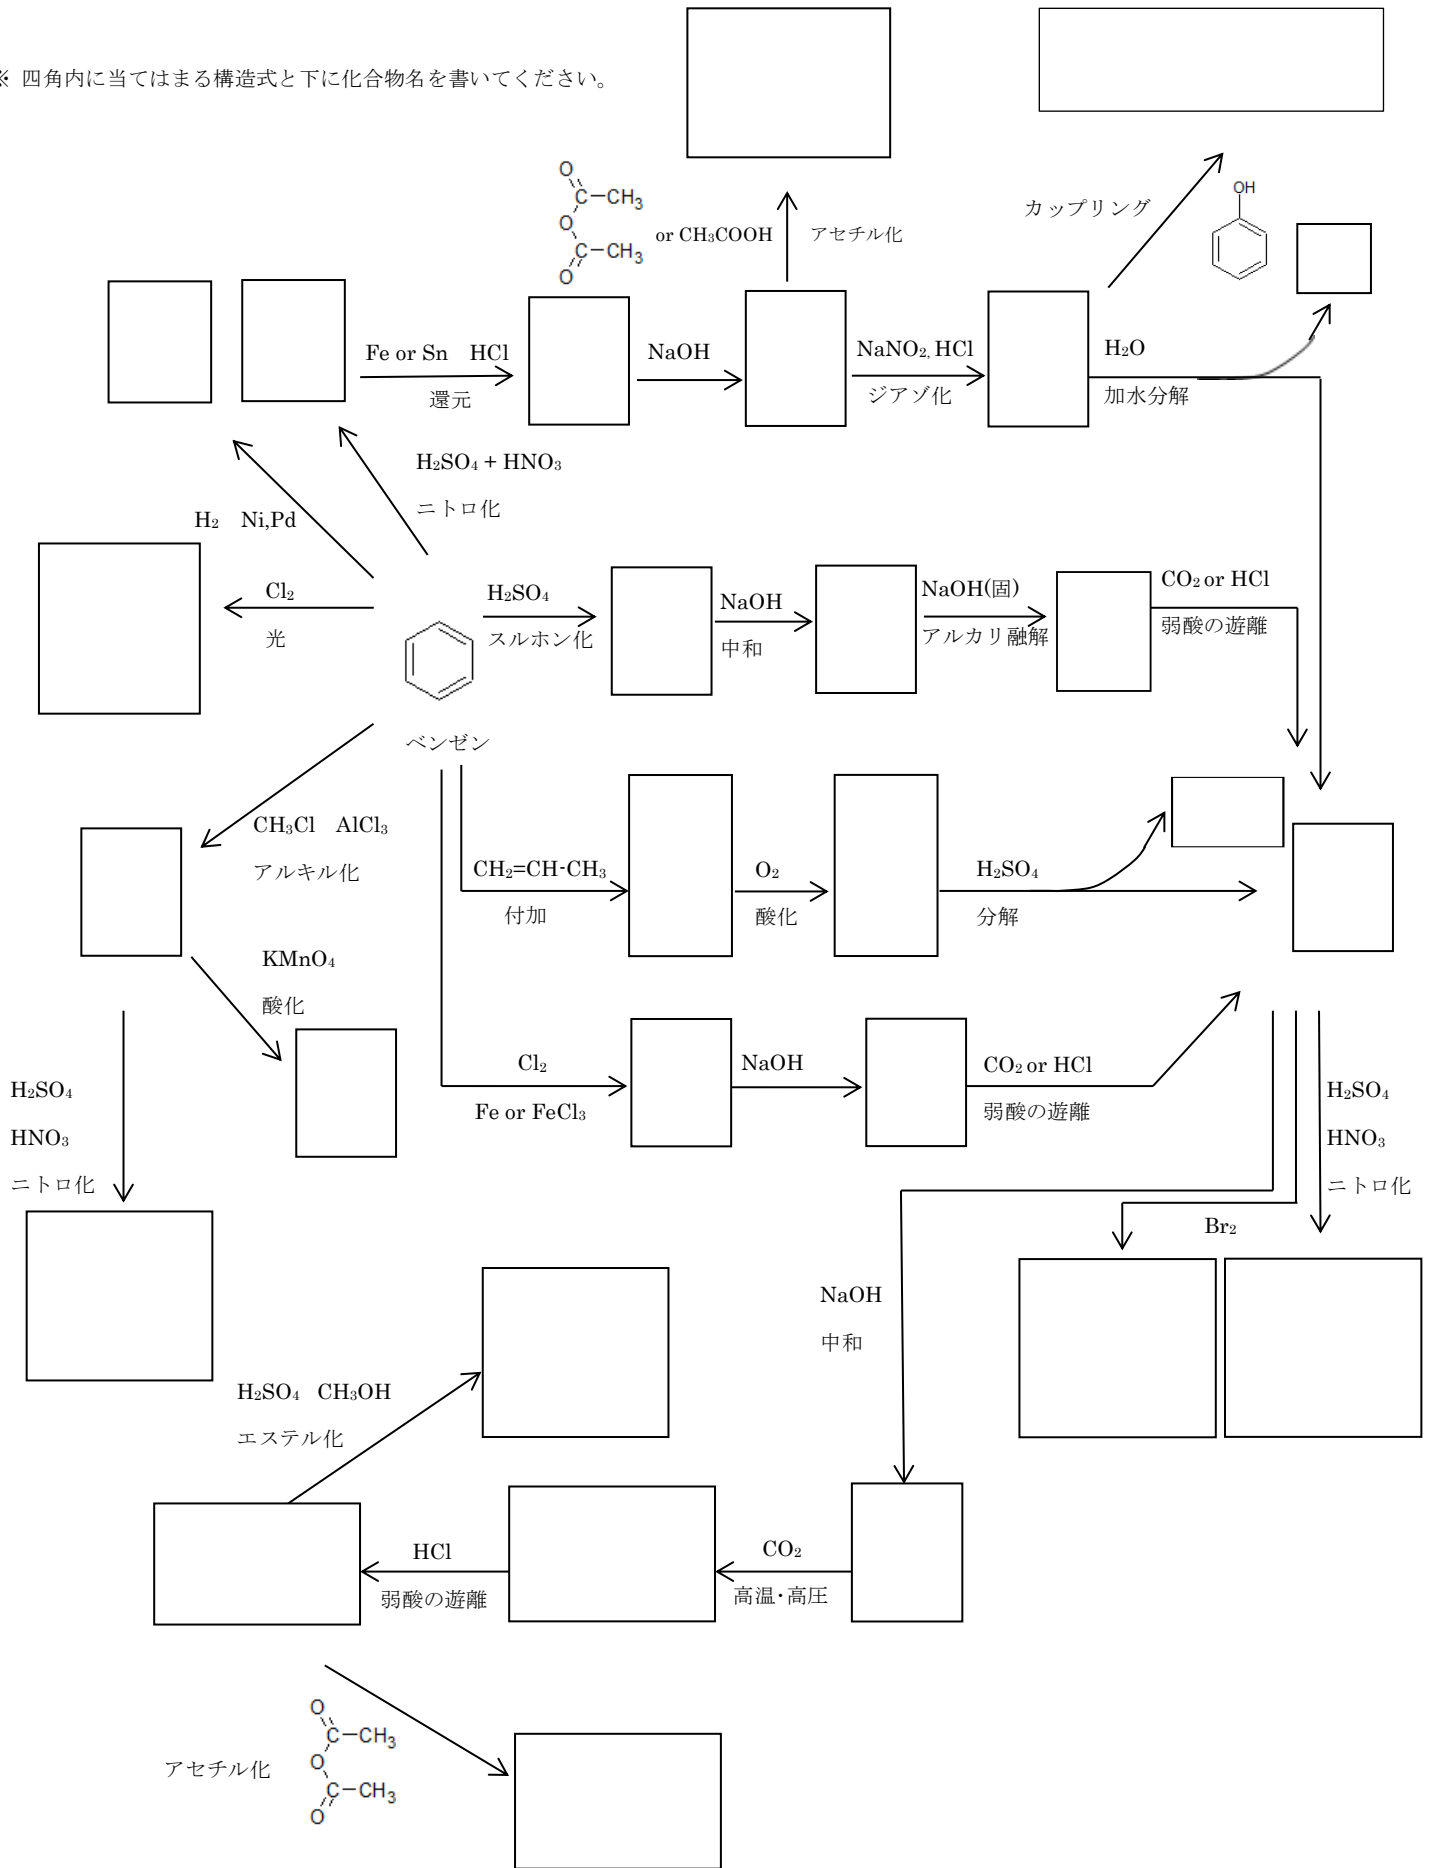 ※ 四角内に当てはまる構造式と下に化合物名を書いてください。
O
C-CH₃
O
C-CH₃
O
or CH₃COOH
アセチル化
カップリング
OH
Fe or Sn HCl
還元
NaOH
NaNO₂, HCl
ジアゾ化
H₂O
加水分解
H₂SO₄ + HNO₃
ニトロ化
H₂ Ni,Pd
Cl₂
光
H₂SO₄
スルホン化
NaOH
中和
NaOH(固)
アルカリ融解
CO₂ or HCl
弱酸の遊離
ベンゼン
CH₃Cl AlCl₃
アルキル化
CH₂=CH-CH₃
付加
O₂
酸化
H₂SO₄
分解
KMnO₄
酸化
H₂SO₄
HNO₃
ニトロ化
Cl₂
Fe or FeCl₃
NaOH
CO₂ or HCl
弱酸の遊離
H₂SO₄
HNO₃
ニトロ化
Br₂
NaOH
中和
H₂SO₄ CH₃OH
エステル化
HCl
弱酸の遊離
CO₂
高温・高圧
アセチル化
O
C-CH₃
O
C-CH₃
O